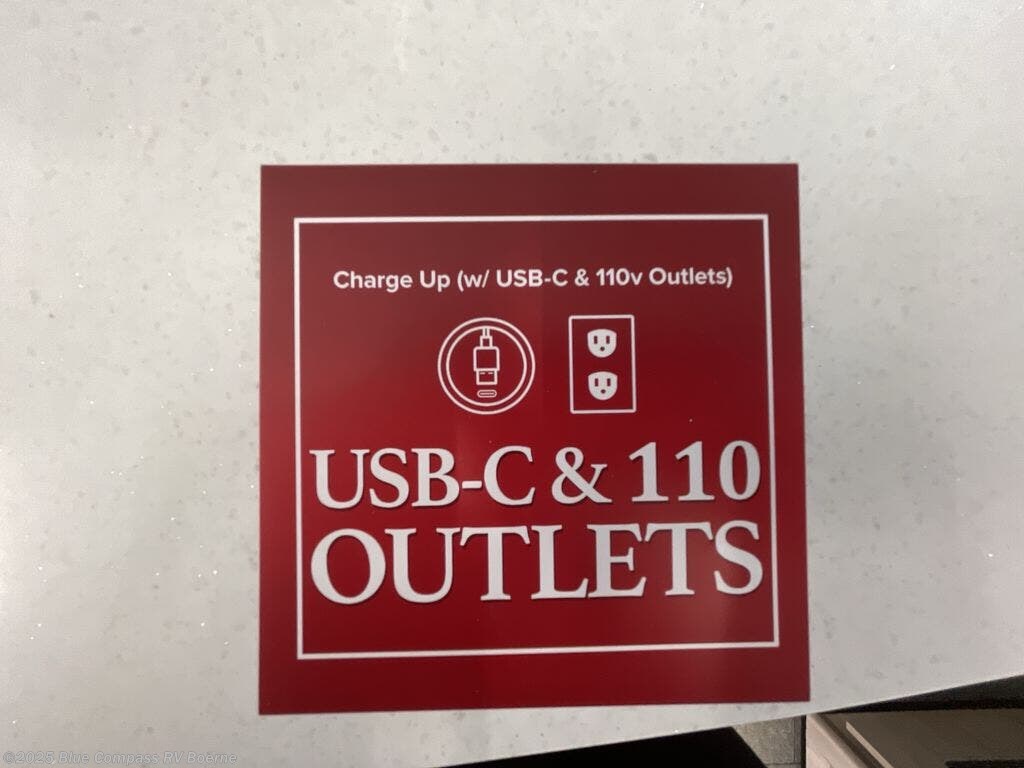 Charge Up (w/ USB-C & 110v Outlets)
USB-C & 110
OUTLETS
©2025 Blue Compass RV Boerne